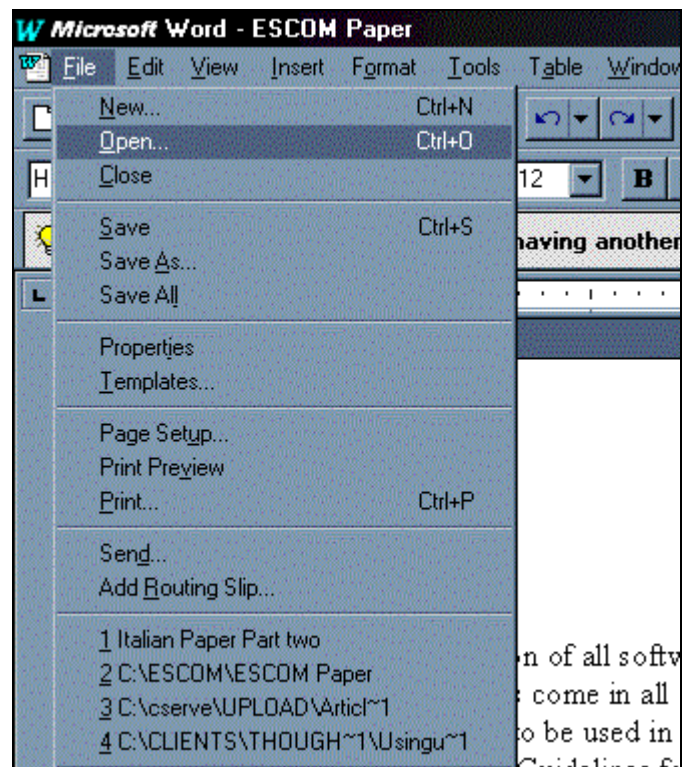 Microsoft Word - ESCOM Paper
File Edit View Insert Format Tools Table Window
New... Ctrl+N
Open... Ctrl+O
12 B
Close
Save Ctrl+S
having another
Save As...
Save All
Properties
Templates...
Page Setup...
Print Preview
Print... Ctrl+P
Send...
Add Routing Slip...
1 Italian Paper Part two
of all softw
2 C:\ESCOM\ESCOM Paper
3 C:\cserve\UPLOAD\Articl~1
come in all
4 C:\CLIENTS\THOUGH~1\Usingu~1
to be used in